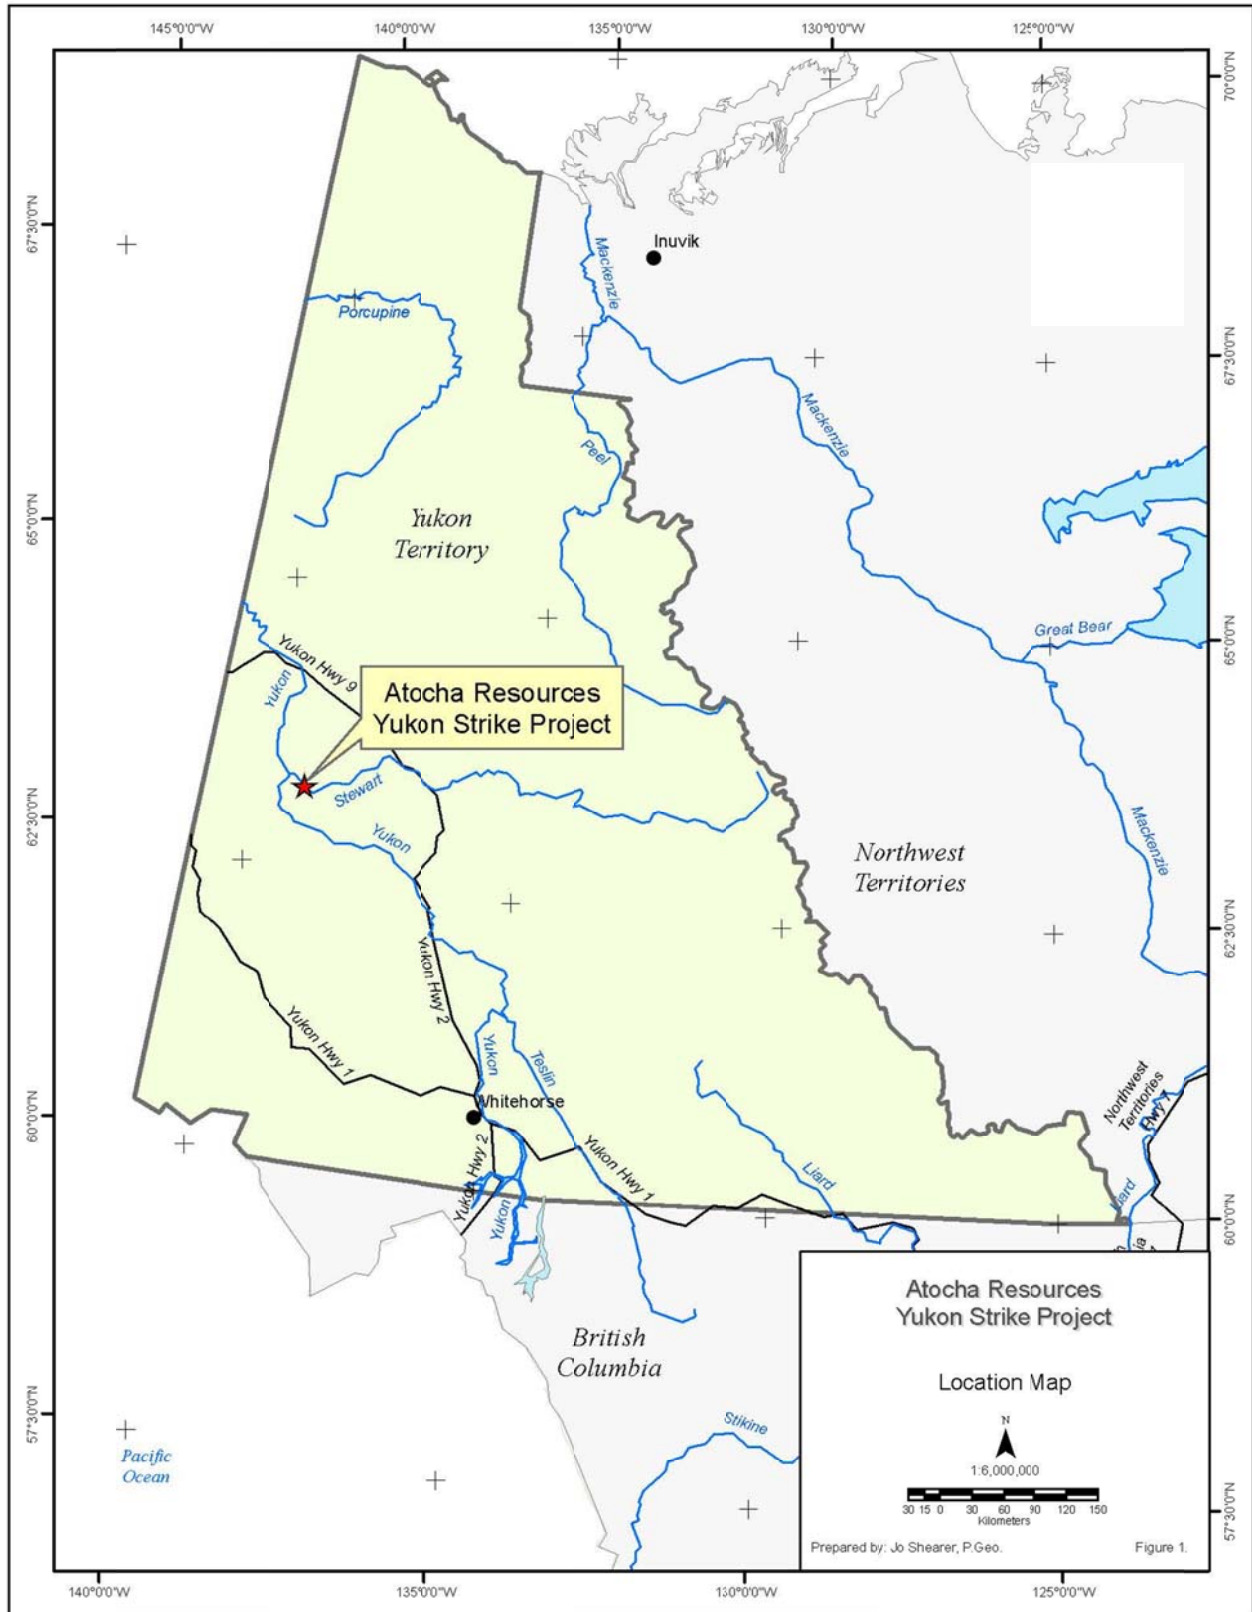 145°0'0"W
140°0'0"W
135°0'0"W
130°0'0"W
125°0'0"W
70°0'0"N
67°30'0"N
Inuvik
Mackenzie
Porcupine
67°30'0"N
Mackenzie
Peel
Yukon
Territory
65°0'0"N
Great Bear
65°0'0"N
Yukon Hwy 9
Yukon
Atocha Resources
Yukon Strike Project
Stewart
62°30'0"N
Yukon
Mackenzie
Northwest
Territories
62°30'0"N
Yukon Hwy 2
Yukon Hwy 1
Yukon
Teslin
Northwest
Territories
Hwy 7
60°0'0"N
Whitehorse
Yukon Hwy 2
Yukon Hwy 1
Liard
Liard
Yukon
60°0'0"N
Atocha Resources
Yukon Strike Project
British
Columbia
Location Map
57°30'0"N
Stikine
N
Pacific
Ocean
1:6,000,000
30 15 0 30 60 90 120 150
Kilometers
57°30'0"N
Prepared by: Jo Shearer, P.Geo.
Figure 1.
140°0'0"W
135°0'0"W
130°0'0"W
125°0'0"W